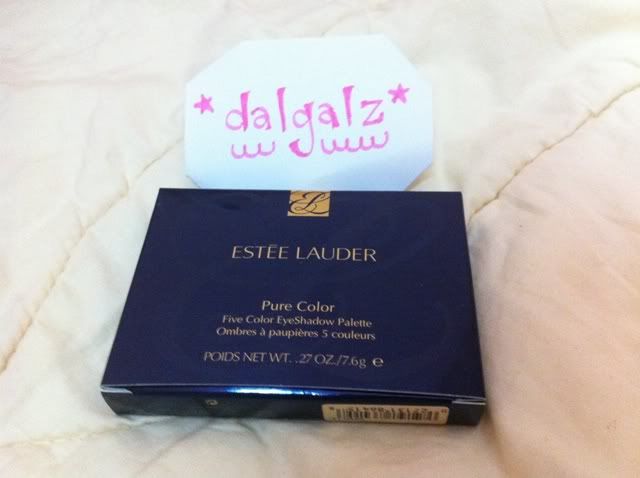 *dalgalz*
EL
ESTĒE LAUDER
Pure Color
Five Color EyeShadow Palette
Ombres à paupières 5 couleurs
POIDS NET WT. .27 OZ./7.6g ℮